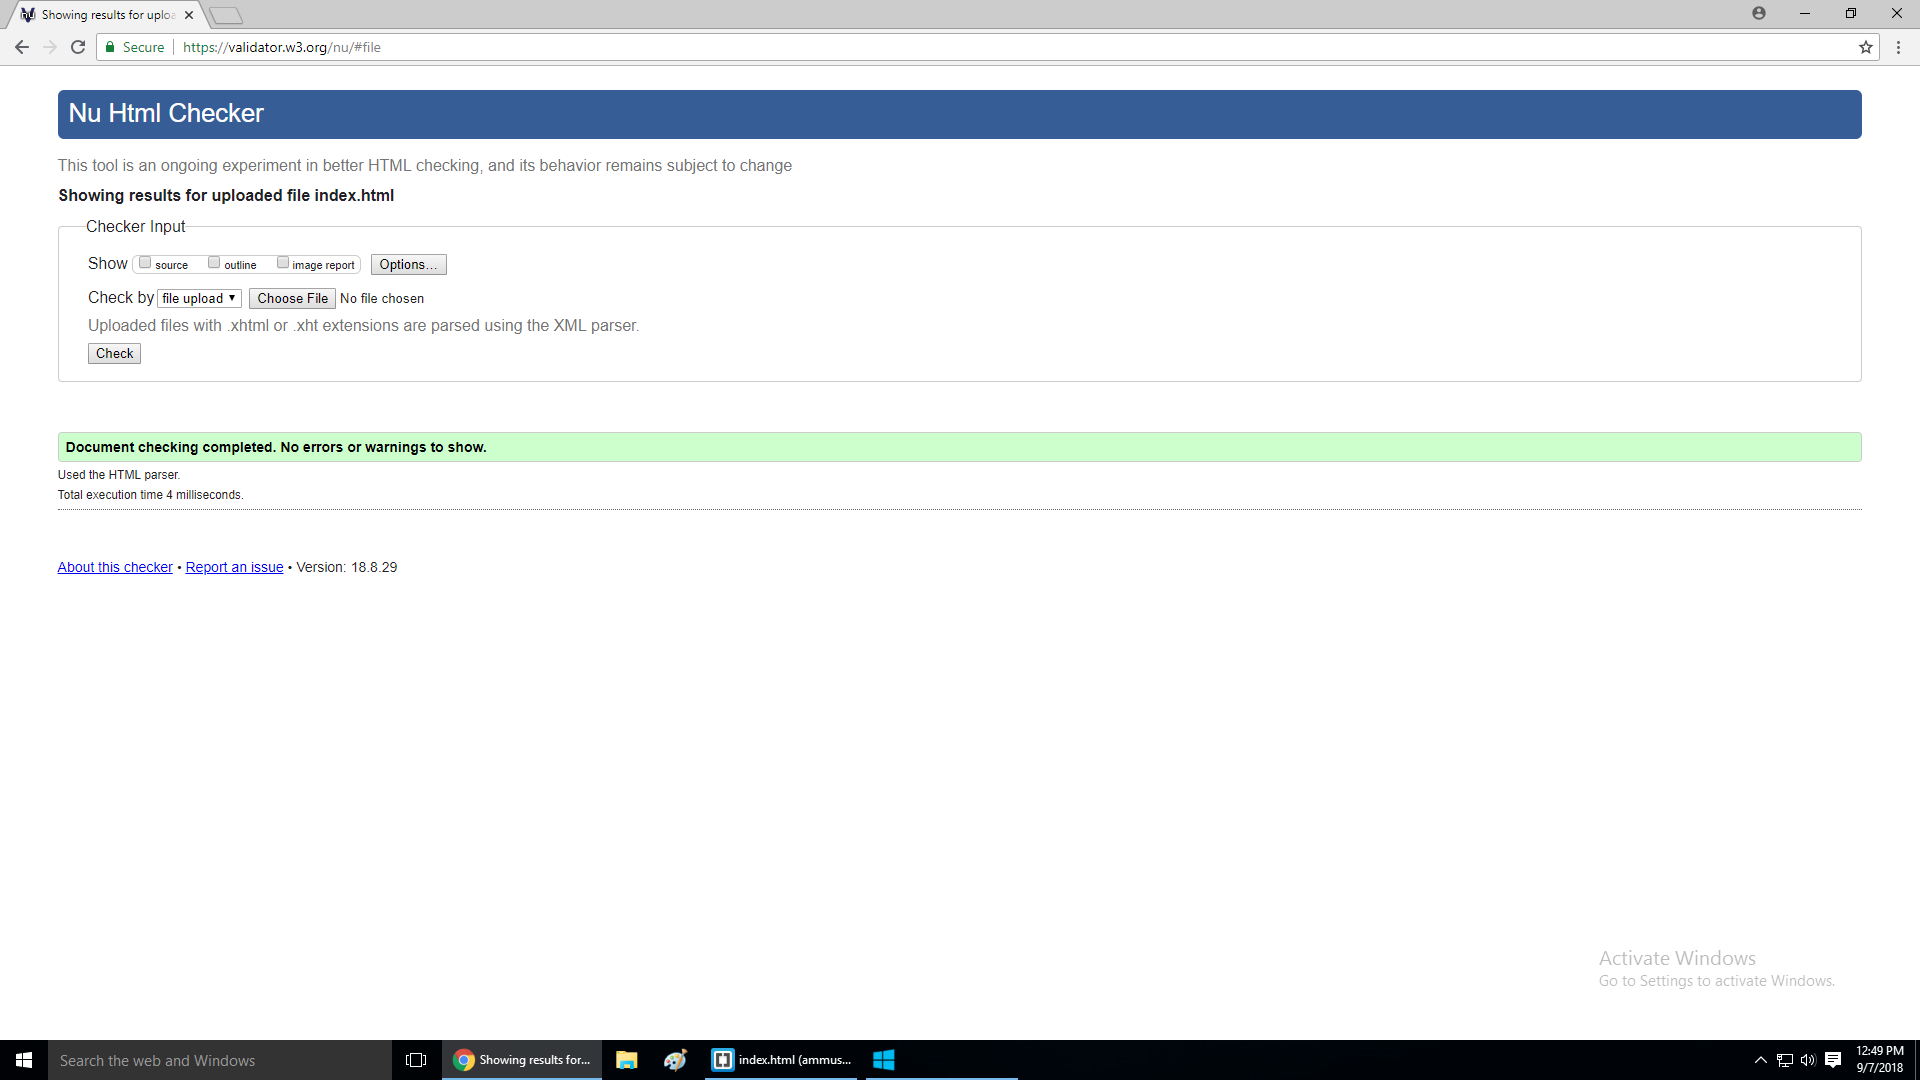 Showing results for uploa
Secure https://validator.w3.org/nu/#file
Nu Html Checker
This tool is an ongoing experiment in better HTML checking, and its behavior remains subject to change
Showing results for uploaded file index.html
Checker Input
Show source outline image report Options...
Check by file upload Choose File No file chosen
Uploaded files with .xhtml or .xht extensions are parsed using the XML parser.
Check
Document checking completed. No errors or warnings to show.
Used the HTML parser.
Total execution time 4 milliseconds.
About this checker • Report an issue • Version: 18.8.29
Activate Windows
Go to Settings to activate Windows.
Search the web and Windows
Showing results for...
index.html (ammus...
12:49 PM
9/7/2018